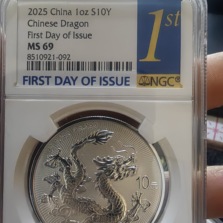 2025 China 1oz S10Y
Chinese Dragon
First Day of Issue
MS 69
8510921-092
1st
FIRST DAY OF ISSUE
NGC
10